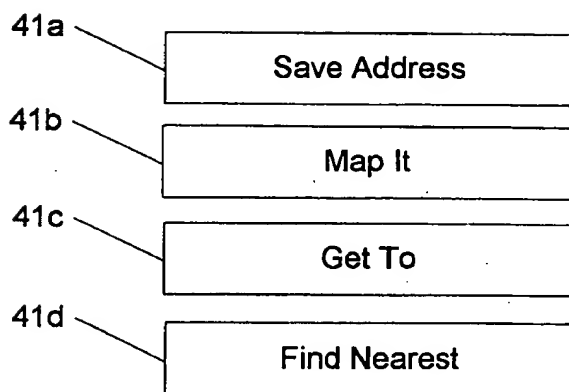 41a
Save Address
41b
Map It
41c
Get To
41d
Find Nearest